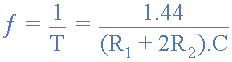 f = 1/T = 1.44/(R₁ + 2R₂).C